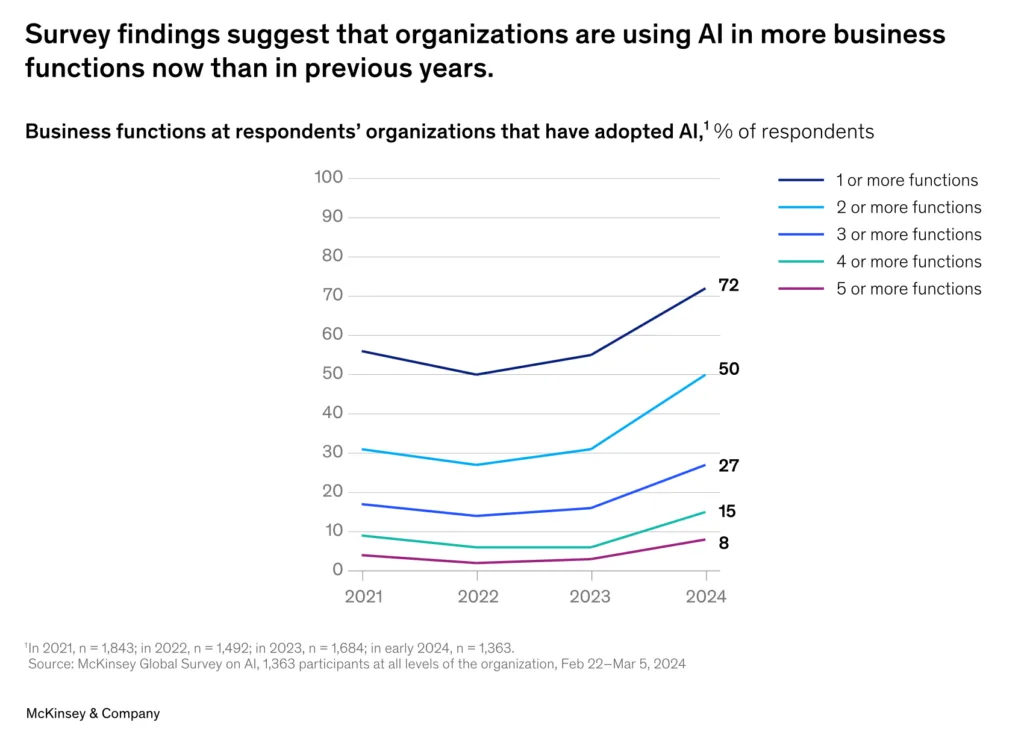 Survey findings suggest that organizations are using AI in more business
functions now than in previous years.
Business functions at respondents’ organizations that have adopted AI,¹ % of respondents
100
90
80
70
60
50
40
30
20
10
0
2021 2022 2023 2024
72
50
27
15
8
1 or more functions
2 or more functions
3 or more functions
4 or more functions
5 or more functions
¹In 2021, n = 1,843; in 2022, n = 1,492; in 2023, n = 1,684; in early 2024, n = 1,363.
Source: McKinsey Global Survey on AI, 1,363 participants at all levels of the organization, Feb 22–Mar 5, 2024
McKinsey & Company